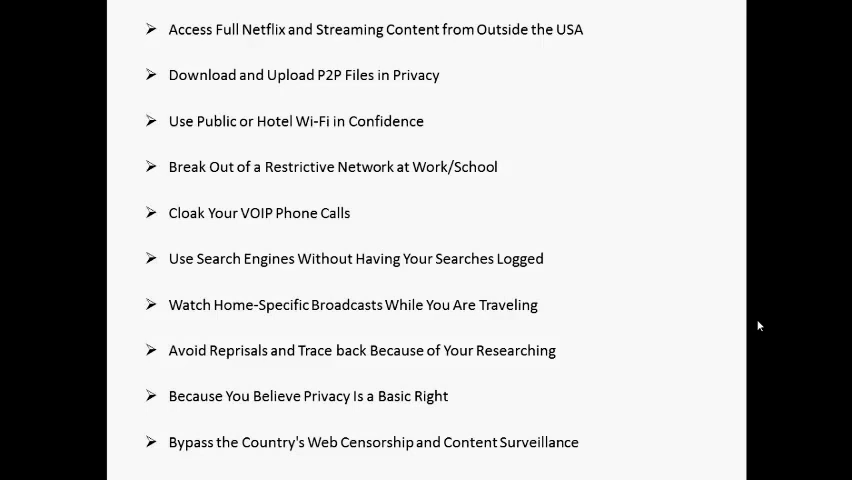 Access Full Netflix and Streaming Content from Outside the USA
Download and Upload P2P Files in Privacy
Use Public or Hotel Wi-Fi in Confidence
Break Out of a Restrictive Network at Work/School
Cloak Your VOIP Phone Calls
Use Search Engines Without Having Your Searches Logged
Watch Home-Specific Broadcasts While You Are Traveling
Avoid Reprisals and Trace back Because of Your Researching
Because You Believe Privacy Is a Basic Right
Bypass the Country's Web Censorship and Content Surveillance